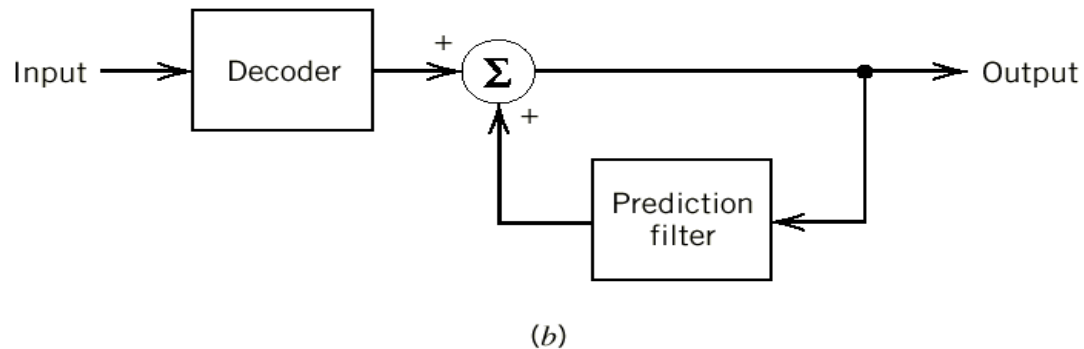 Input
Decoder
+
Σ
+
Output
Prediction
filter
(b)